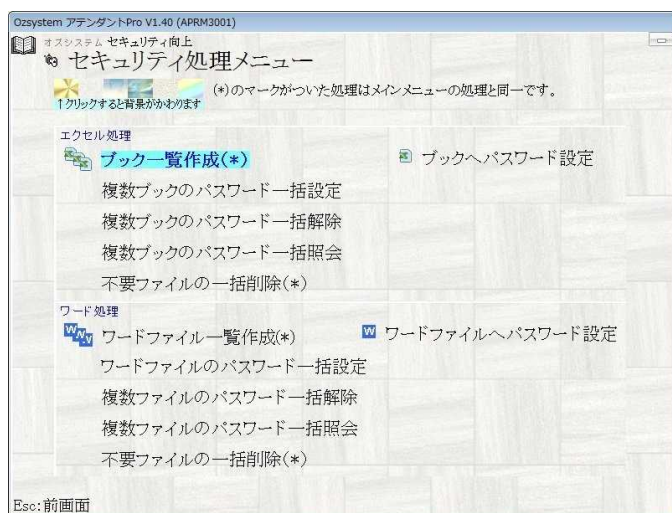 Ozsystem アテンダントPro V1.40 (APRM3001)
オズシステム セキュリティ向上
セキュリティ処理メニュー
↑クリックすると背景がかわります
(*)のマークがついた処理はメインメニューの処理と同一です。
エクセル処理
ブック一覧作成(*)
ブックへパスワード設定
複数ブックのパスワード一括設定
複数ブックのパスワード一括解除
複数ブックのパスワード一括照会
不要ファイルの一括削除(*)
ワード処理
ワードファイル一覧作成(*)
ワードファイルへパスワード設定
ワードファイルのパスワード一括設定
複数ファイルのパスワード一括解除
複数ファイルのパスワード一括照会
不要ファイルの一括削除(*)
Esc:前画面